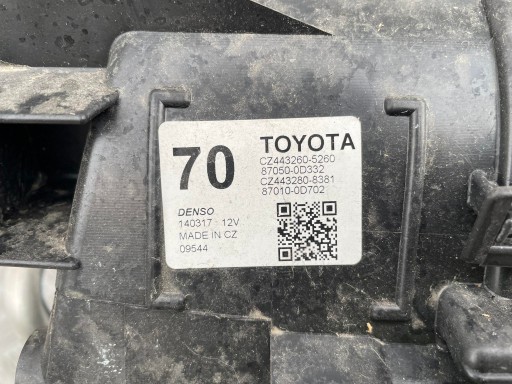 70
TOYOTA
CZ443260-5260
87050-0D332
CZ443280-8381
87010-0D702
DENSO
140317 - 12V
MADE IN CZ
09544